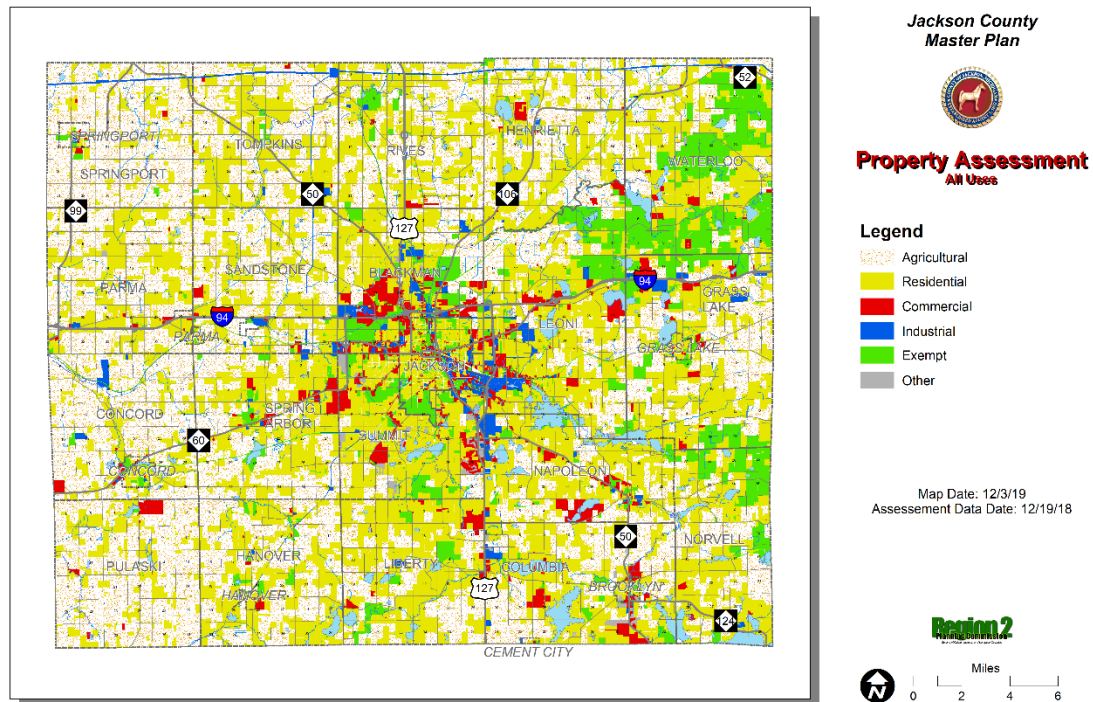 Jackson County
Master Plan
Property Assessment
All Uses
Legend
Agricultural
Residential
Commercial
Industrial
Exempt
Other
Map Date: 12/3/19
Assessement Data Date: 12/19/18
Region 2
Planning Commission
Miles
N
0 2 4 6
52
SPRINGPORT
TOMPKINS
RIVES
HENRIETTA
WATERLOO
SPRINGPORT
99
50
106
127
SANDSTONE
BLACKMAN
PARMA
94
GRASS
LAKE
94
PARMA
LEONI
GRASS LAKE
JACKSON
CONCORD
SPRING
ARBOR
60
SUMMIT
CONCORD
NAPOLEON
50
NORVELL
PULASKI
HANOVER
LIBERTY
COLUMBIA
HANOVER
127
BROOKLYN
124
CEMENT CITY